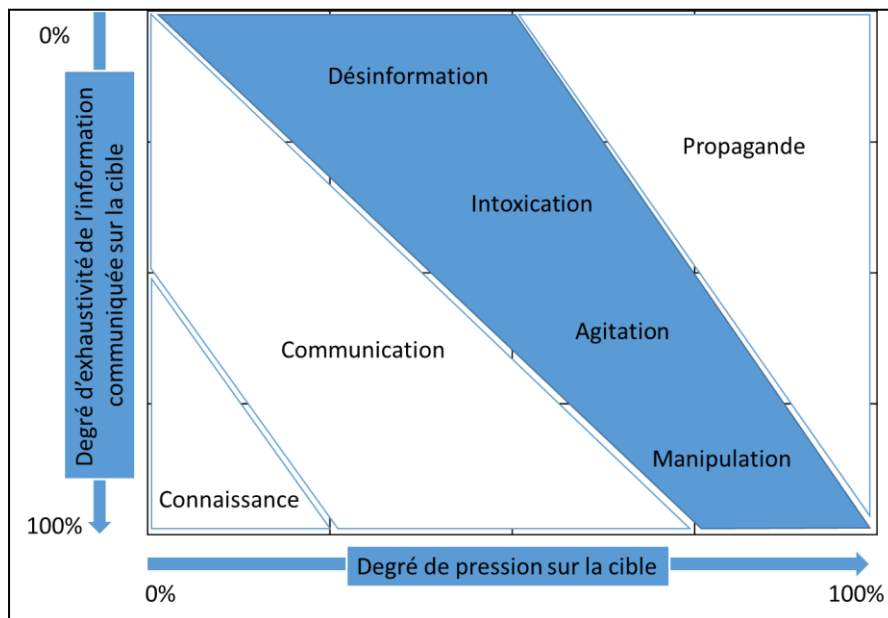 0%
Désinformation
Propagande
Degré d'exhaustivité de l'information
communiquée sur la cible
Intoxication
Agitation
Communication
Manipulation
Connaissance
100%
Degré de pression sur la cible
0%
100%